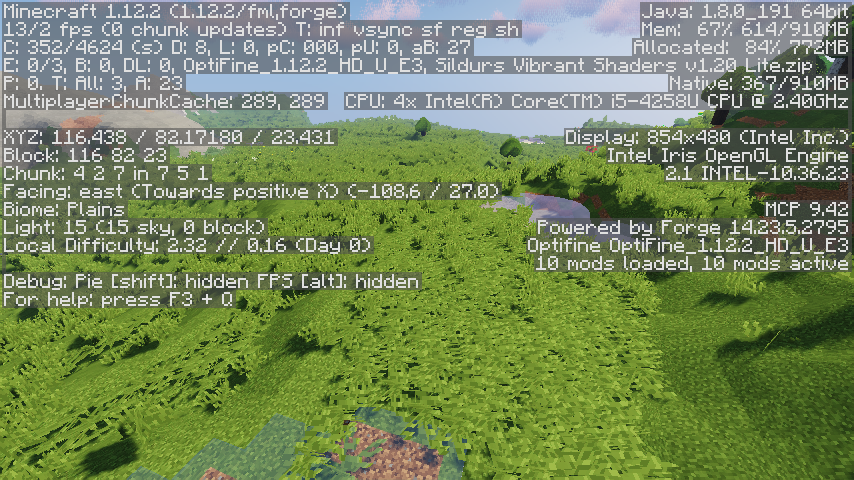 Minecraft 1.12.2 (1.12.2/fml,forge)
13/2 fps (0 chunk updates) T: inf vsync sf reg sh
C: 352/4624 (s) D: 8, L: 0, pC: 000, pU: 0, aB: 27
E: 0/3, B: 0, DL: 0, OptiFine_1.12.2_HD_U_E3, Sildurs Vibrant Shaders v1.20 Lite.zip
P: 0. T: All: 3, A: 23
MultiplayerChunkCache: 289, 289
XYZ: 116.438 / 82.17180 / 23.431
Block: 116 82 23
Chunk: 4 2 7 in 7 5 1
Facing: east (Towards positive X) (-108.6 / 27.0)
Biome: Plains
Light: 15 (15 sky, 0 block)
Local Difficulty: 2.32 // 0.16 (Day 0)
Debug: Pie [shift]: hidden FPS [alt]: hidden
For help: press F3 + Q
Java: 1.8.0_191 64bit
Mem: 67% 614/910MB
Allocated: 84% 772MB
Native: 367/910MB
CPU: 4x Intel(R) Core(TM) i5-4258U CPU @ 2.40GHz
Display: 854x480 (Intel Inc.)
Intel Iris OpenGL Engine
2.1 INTEL-10.36.23
MCP 9.42
Powered by Forge 14.23.5.2795
Optifine OptiFine_1.12.2_HD_U_E3
10 mods loaded, 10 mods active